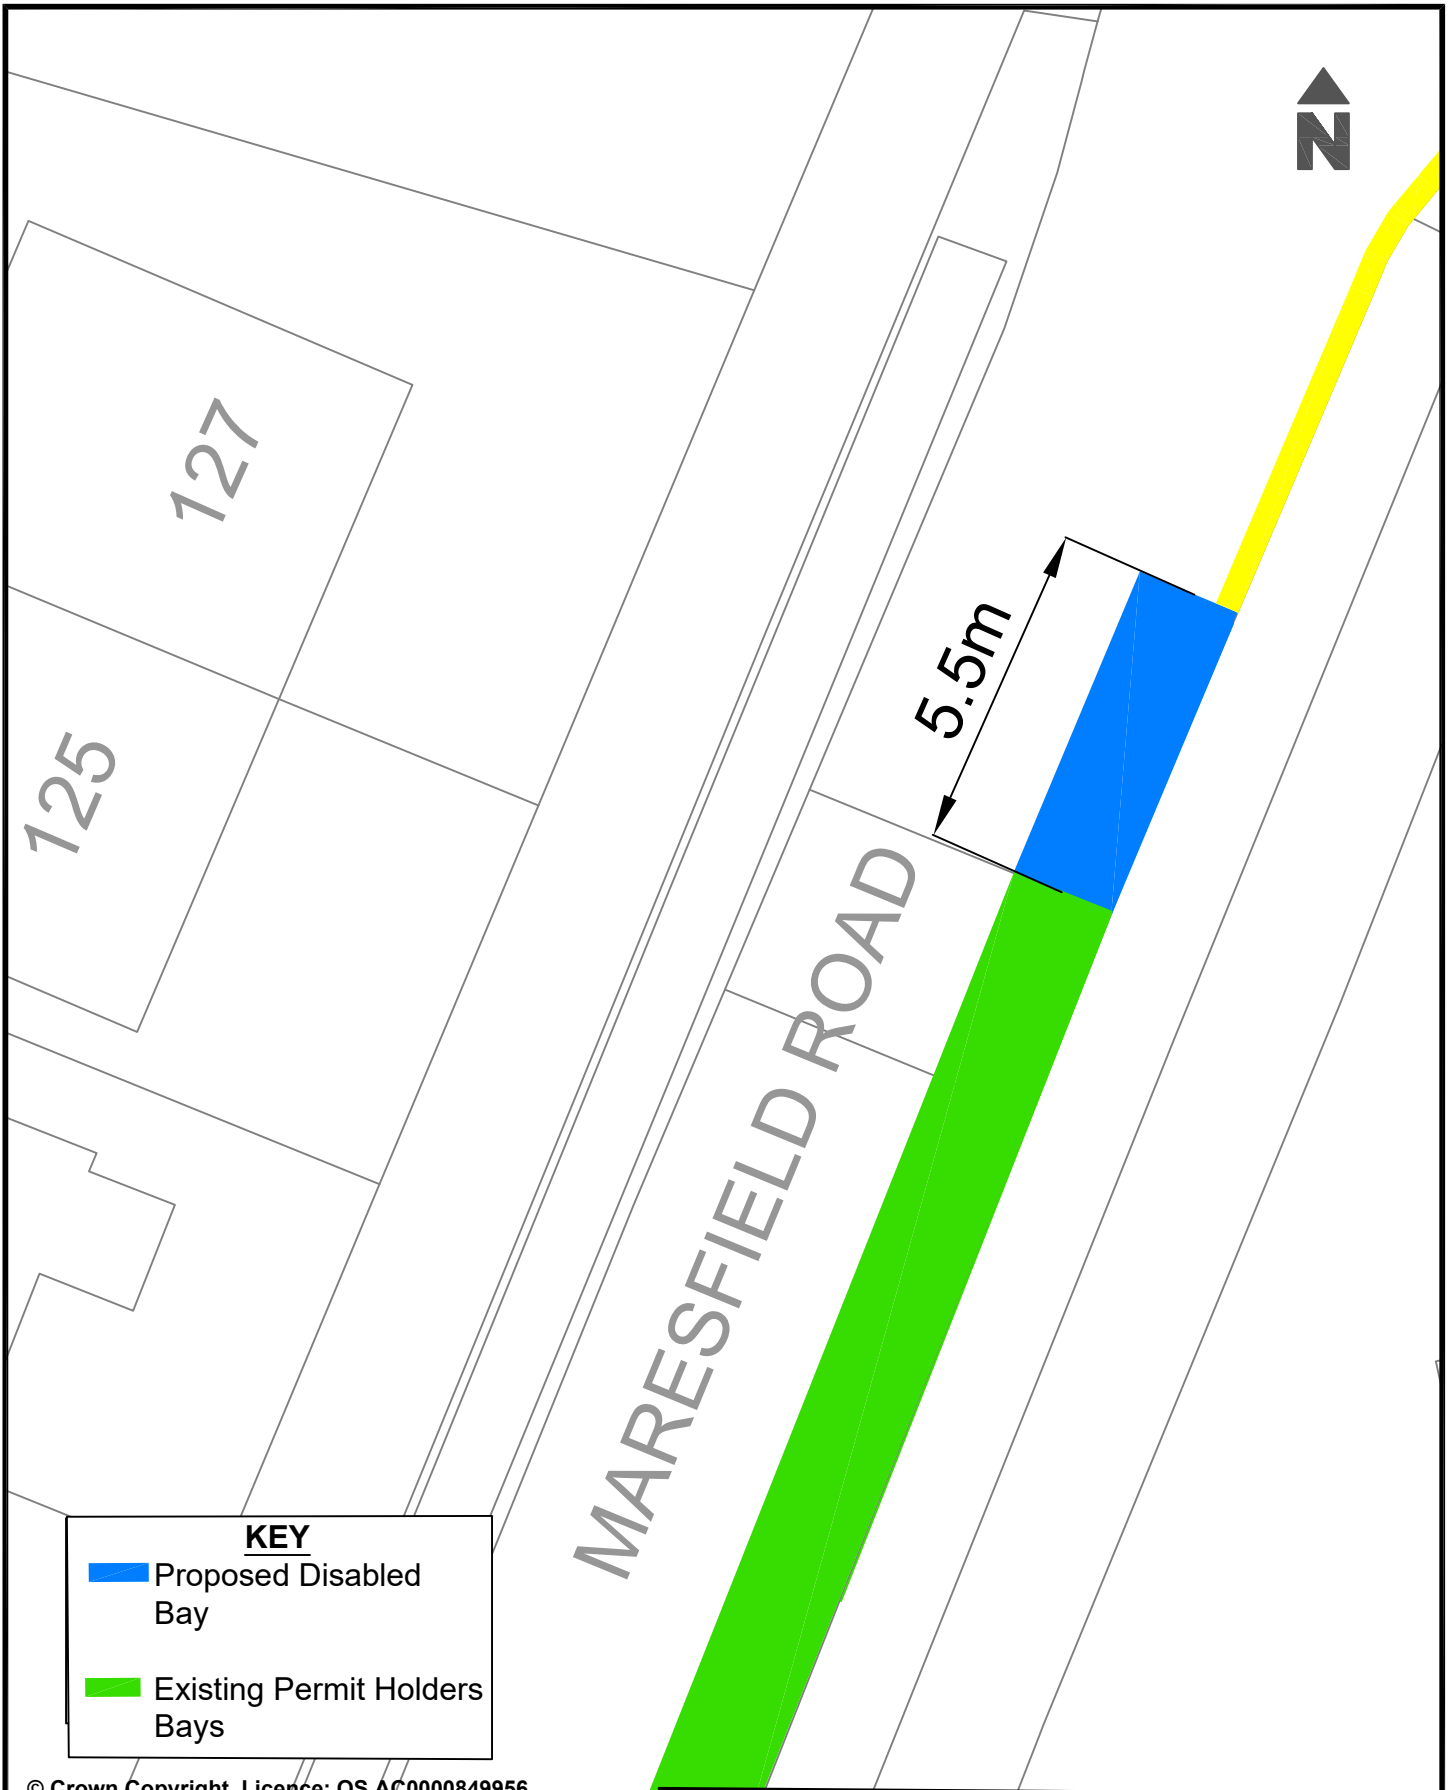 N
127
5.5m
125
MARESFIELD ROAD
KEY
Proposed Disabled
Bay
Existing Permit Holders
Bays
© Crown Copyright. Licence: OS AC0000849956